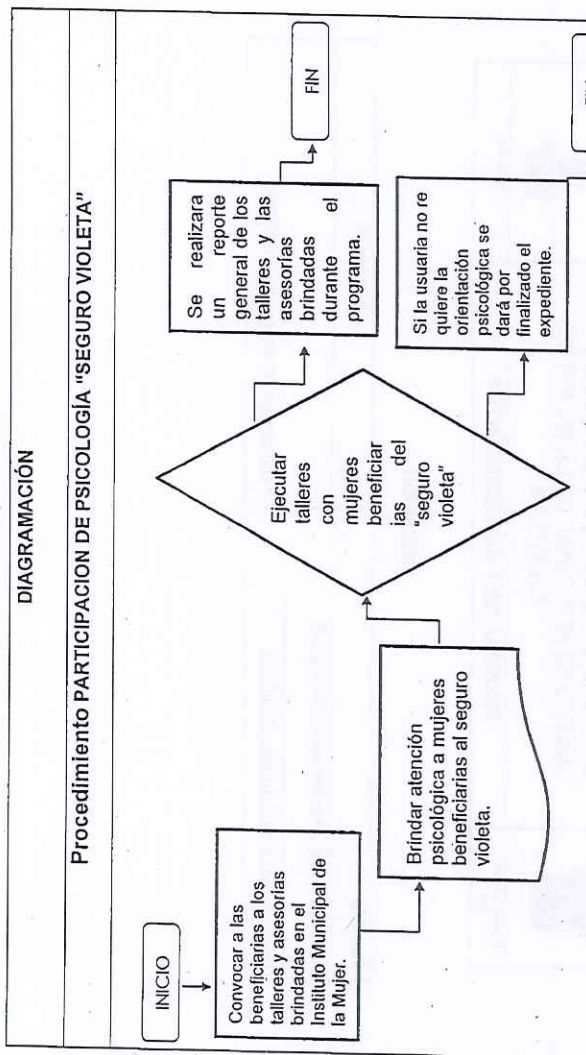 DIAGRAMACIÓN
Procedimiento PARTICIPACION DE PSICOLOGÍA "SEGURO VIOLETA"
INICIO
Convocar a las
beneficiarias a los
talleres y asesorías
brindadas en el
Instituto Municipal de
la Mujer.
Brindar atención
psicológica a mujeres
beneficiarias al seguro
violeta.
Ejecutar
talleres
con
mujeres
beneficiar
ias del
"seguro
violeta"
Se realizara
un reporte
general de los
talleres y las
asesorías
brindadas
durante el
programa.
FIN
Si la usuaria no re
quiere la
orientación
psicológica se
dará por
finalizado el
expediente.